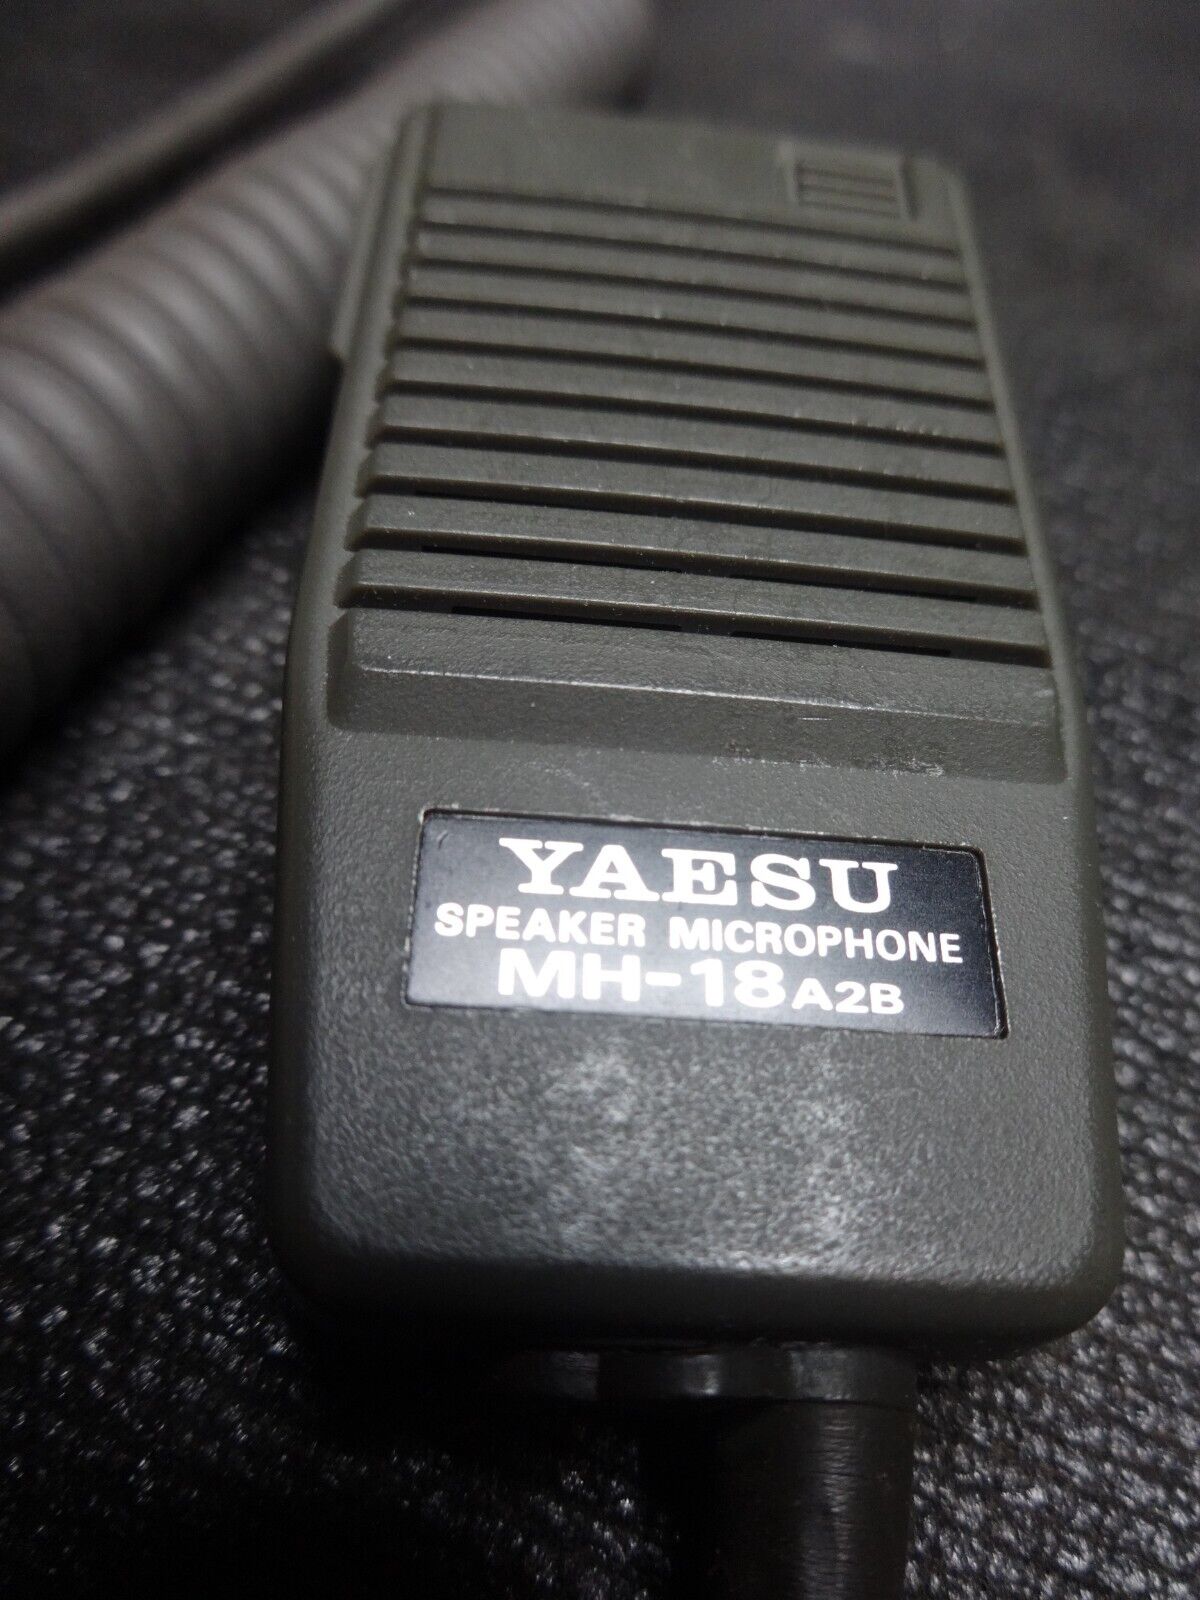 YAESU
SPEAKER MICROPHONE
MH-18A2B